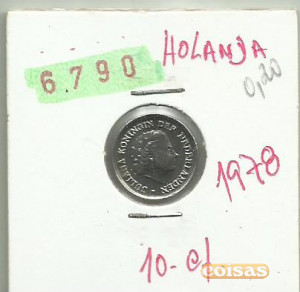 6.790
HOLANDA
0,20
JULIANA KONINGIN DER NEDERLANDEN
1978
10-c/
coisas